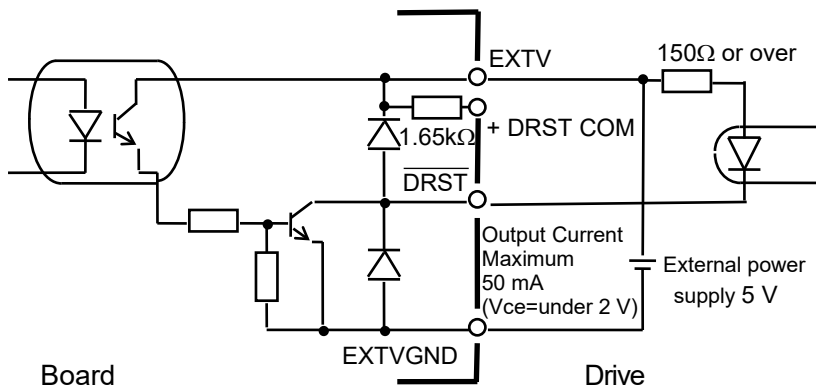 EXTV
150Ω or over
1.65kΩ
+ DRST COM
DRST
Output Current
Maximum
50 mA
(Vce=under 2 V)
External power
supply 5 V
EXTVGND
Board
Drive